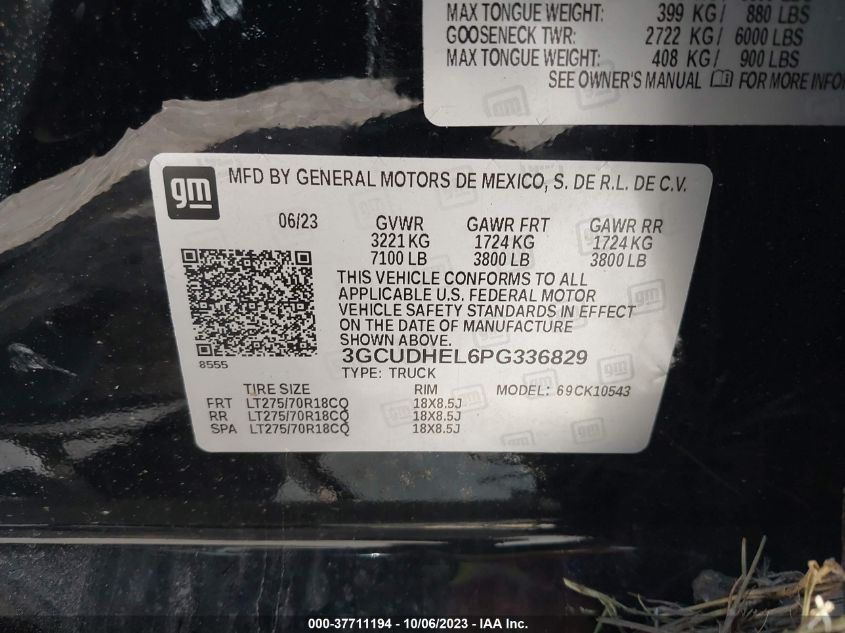 MAX TONGUE WEIGHT: 399 KG/ 880 LBS
GOOSENECK TWR: 2722 KG/ 6000 LBS
MAX TONGUE WEIGHT: 408 KG/ 900 LBS
SEE OWNER'S MANUAL FOR MORE INFO
gm
MFD BY GENERAL MOTORS DE MEXICO, S. DE R.L. DE C.V.
06/23 GVWR GAWR FRT GAWR RR
3221 KG 1724 KG 1724 KG
7100 LB 3800 LB 3800 LB
THIS VEHICLE CONFORMS TO ALL
APPLICABLE U.S. FEDERAL MOTOR
VEHICLE SAFETY STANDARDS IN EFFECT
ON THE DATE OF MANUFACTURE
SHOWN ABOVE.
8555
3GCUDHEL6PG336829
TYPE: TRUCK
TIRE SIZE RIM MODEL: 69CK10543
FRT LT275/70R18CQ 18X8.5J
RR LT275/70R18CQ 18X8.5J
SPA LT275/70R18CQ 18X8.5J
000-37711194 - 10/06/2023 - IAA Inc.